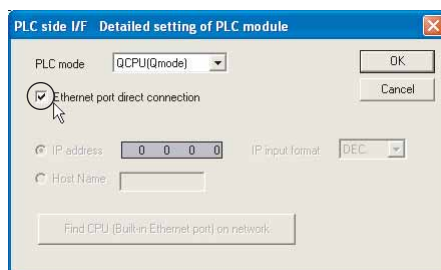 PLC side I/F   Detailed setting of PLC module
PLC mode   QCPU(Qmode)   OK
Ethernet port direct connection   Cancel
IP address   0   0   0   0   IP input format   DEC.
Host Name
Find CPU (Built-in Ethernet port) on network